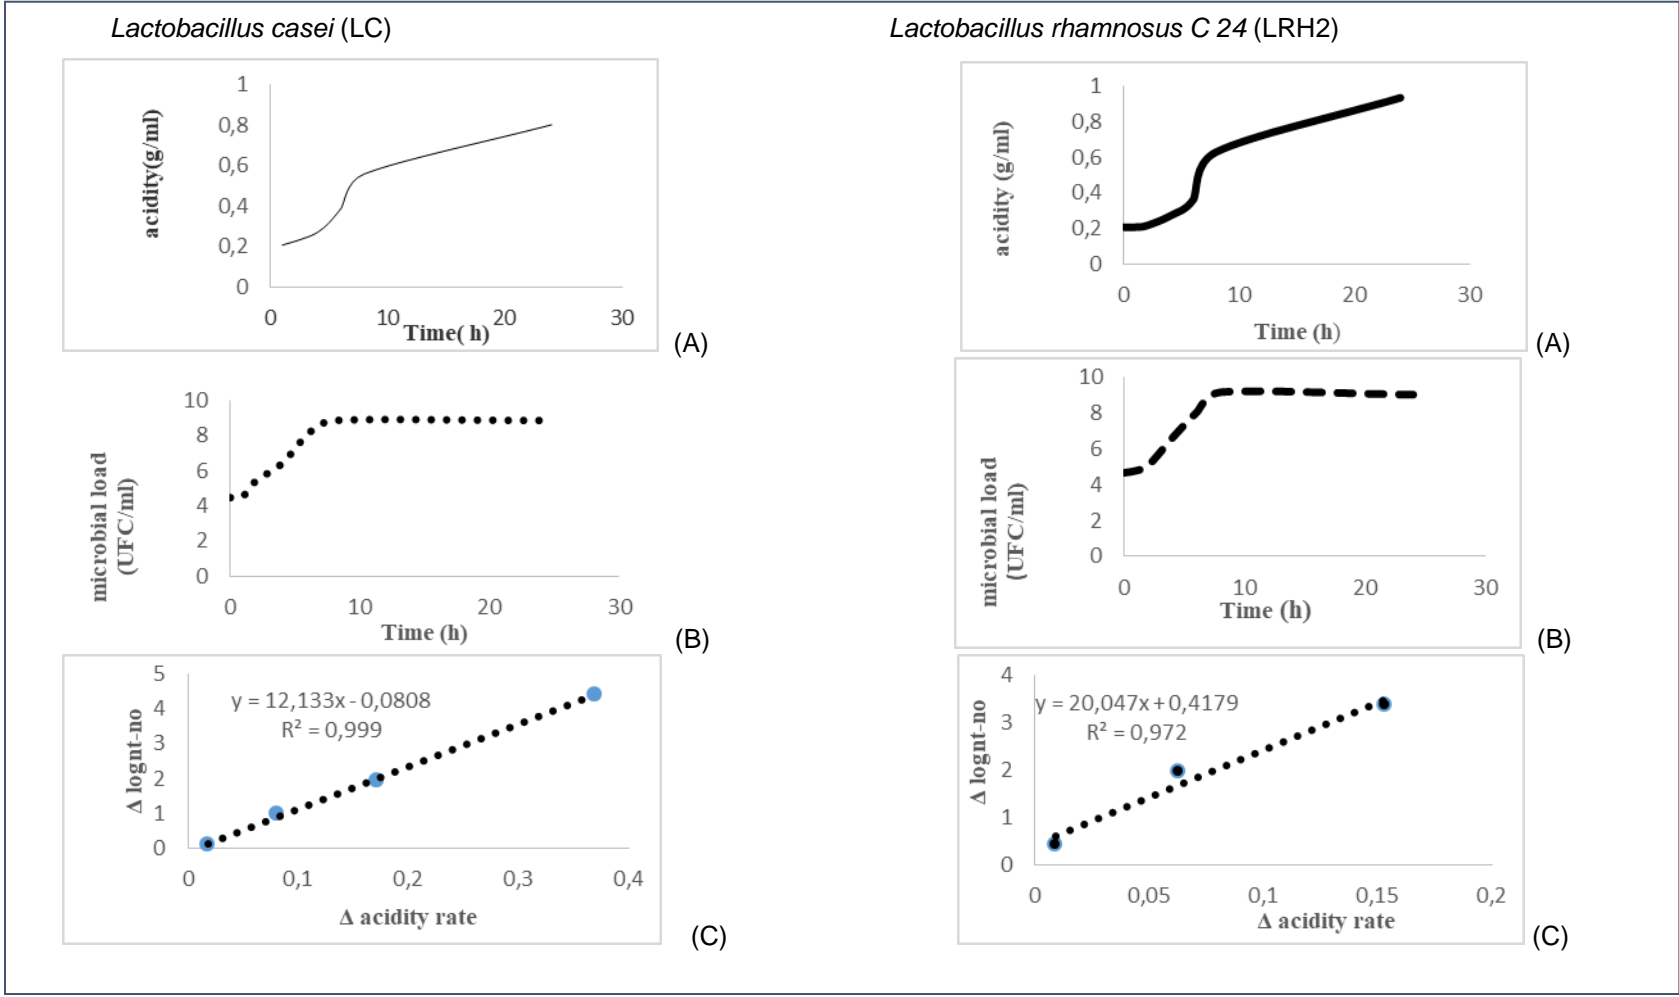 Lactobacillus casei (LC)
Lactobacillus rhamnosus C 24 (LRH2)
acidity(g/ml)
1
0,8
0,6
0,4
0,2
0
0 10 20 30
Time( h)
(A)
acidity (g/ml)
1
0,8
0,6
0,4
0,2
0
0 10 20 30
Time (h)
(A)
microbial load
(UFC/ml)
10
8
6
4
2
0
0 10 20 30
Time (h)
(B)
microbial load
(UFC/ml)
10
8
6
4
2
0
0 10 20 30
Time (h)
(B)
Δ lognt-no
5
4
3
2
1
0
y = 12,133x - 0,0808
R² = 0,999
0 0,1 0,2 0,3 0,4
Δ acidity rate
(C)
Δ lognt-no
4
3
2
1
0
y = 20,047x + 0,4179
R² = 0,972
0 0,05 0,1 0,15 0,2
Δ acidity rate
(C)